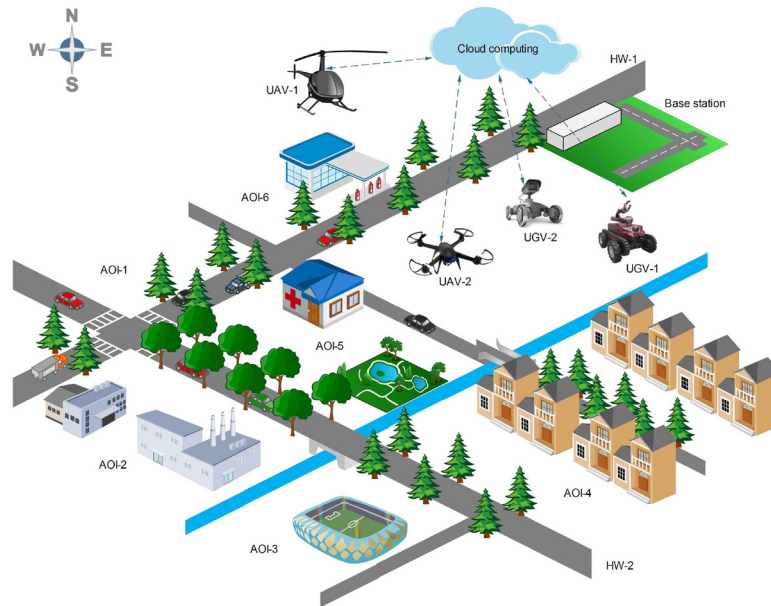 N
W E
S
Cloud computing
HW-1
UAV-1
Base station
AOI-6
UGV-2
UGV-1
UAV-2
AOI-1
AOI-5
AOI-2
AOI-4
AOI-3
HW-2